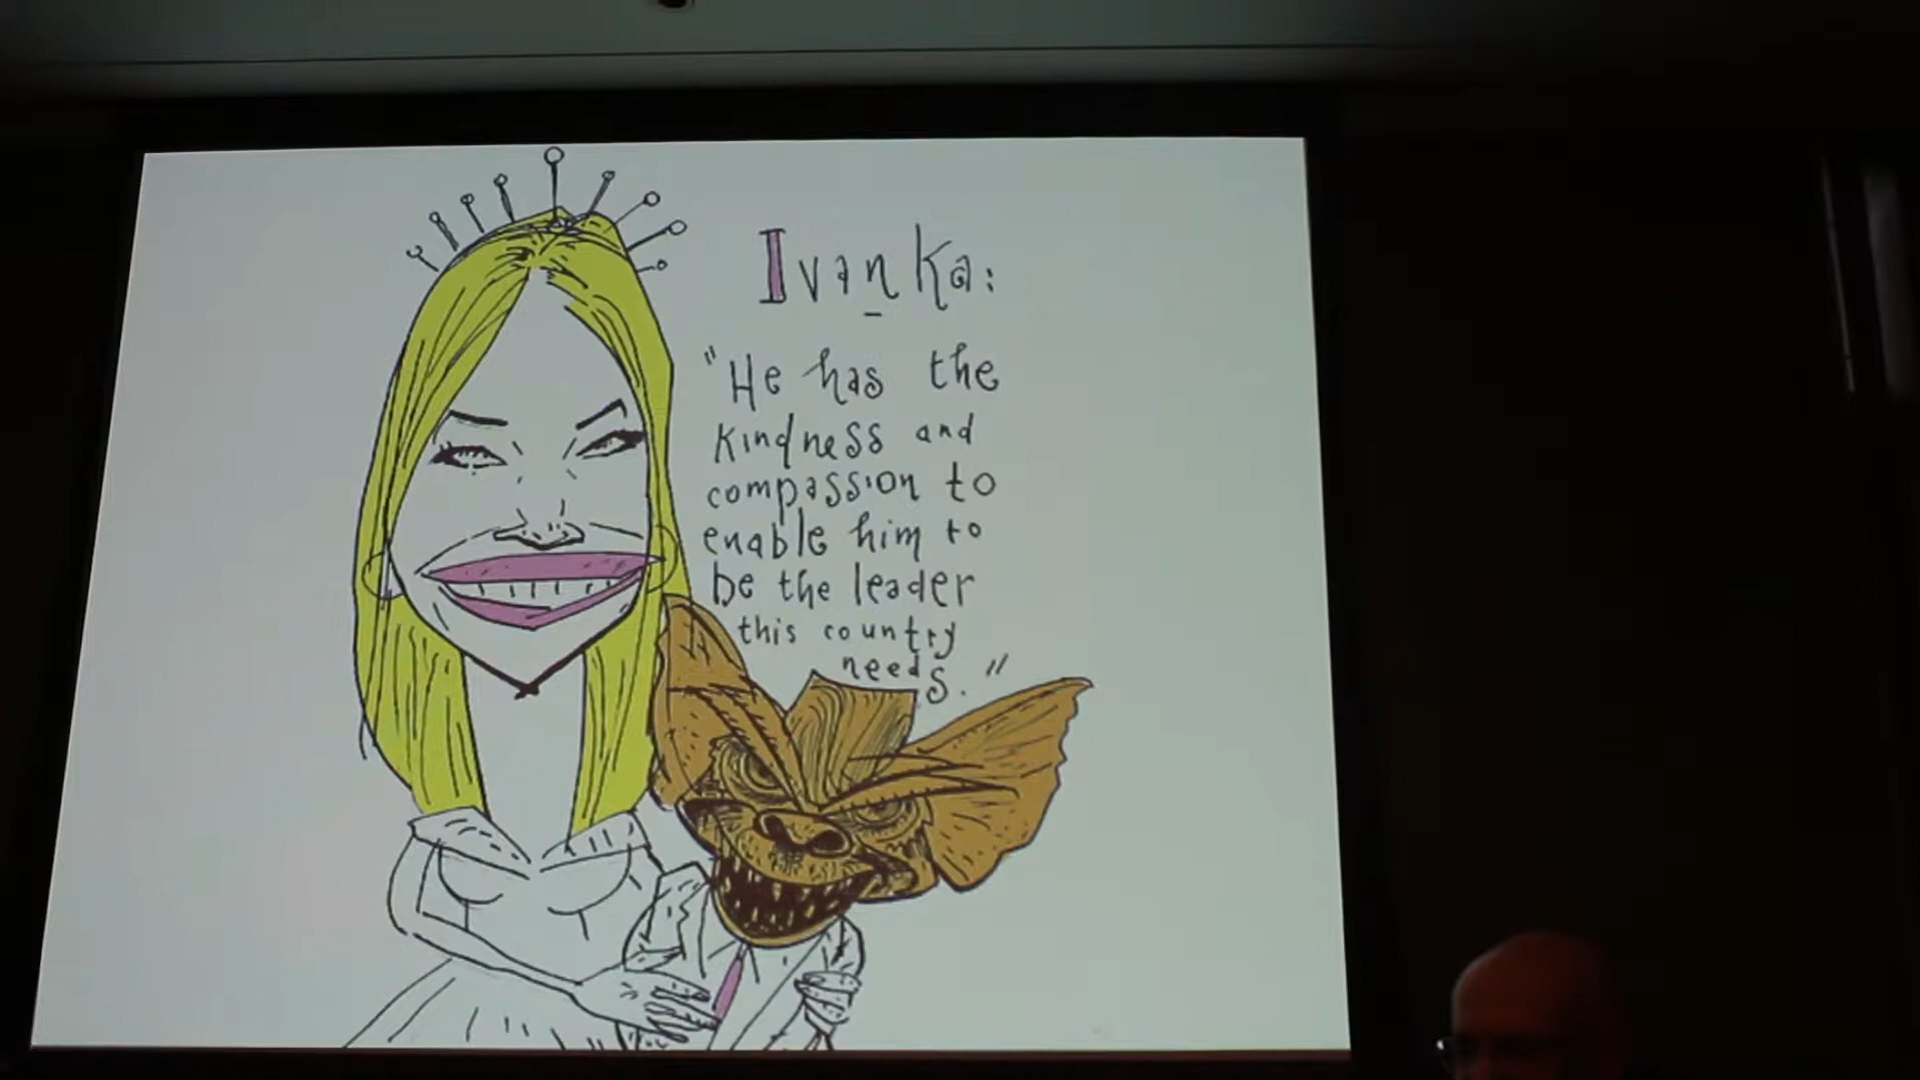 Ivanka:
"He has the
kindness and
compassion to
enable him to
be the leader
this country
needs."